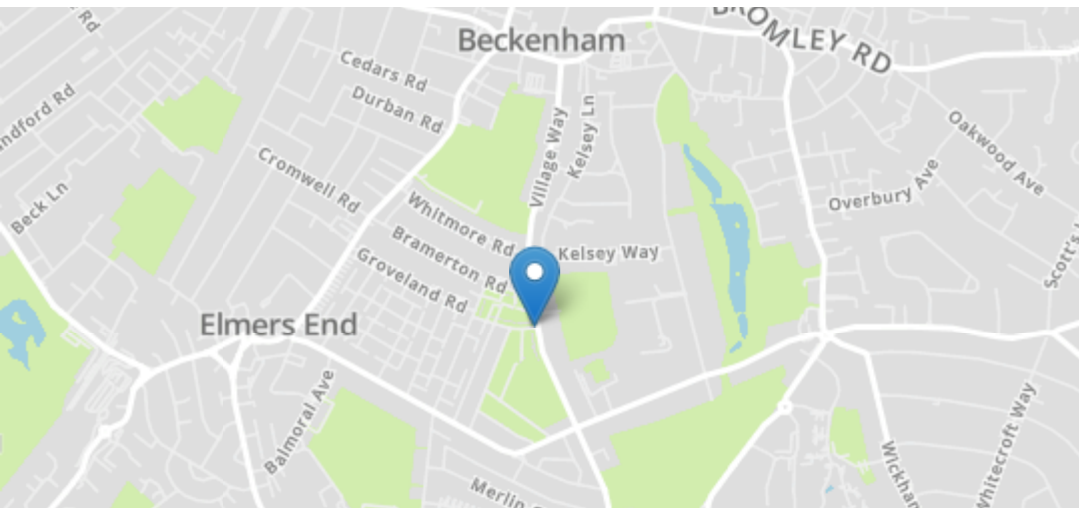 Rd
BROMLEY RD
Beckenham
Cedars Rd
Durban Rd
Village Way
Kelsey Ln
Oakwood Ave
Overbury Ave
Cromwell Rd
Beck Ln
Whitmore Rd
Bramerton Rd
Groveland Rd
Kelsey Way
Elmers End
Balmoral Ave
Whitecroft Way